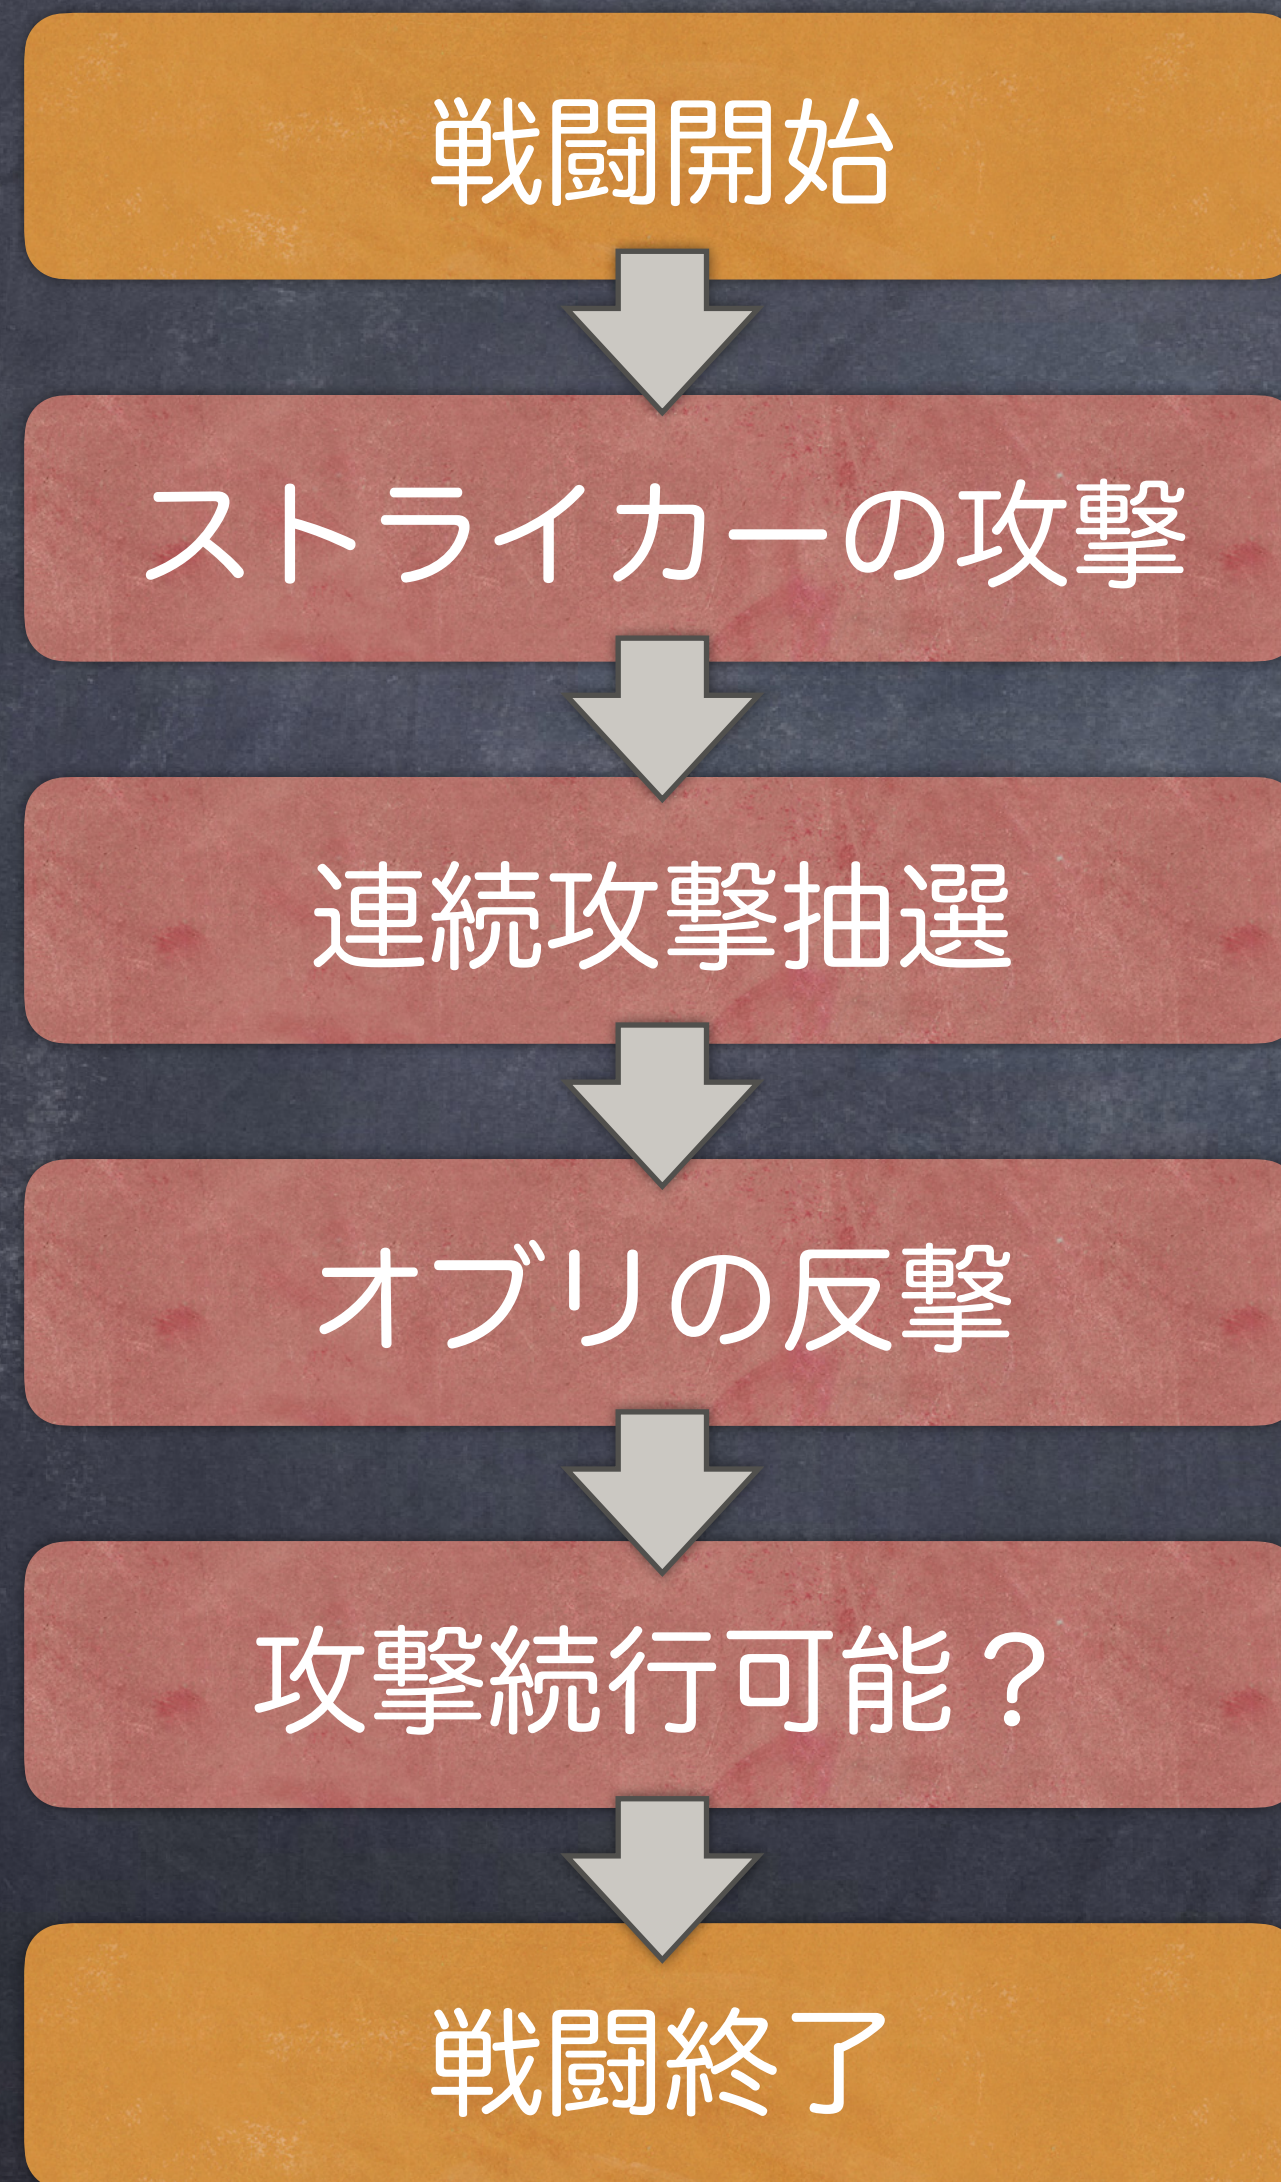 戦闘開始
ストライカーの攻撃
連続攻撃抽選
オブリの反撃
攻撃続行可能？
戦闘終了